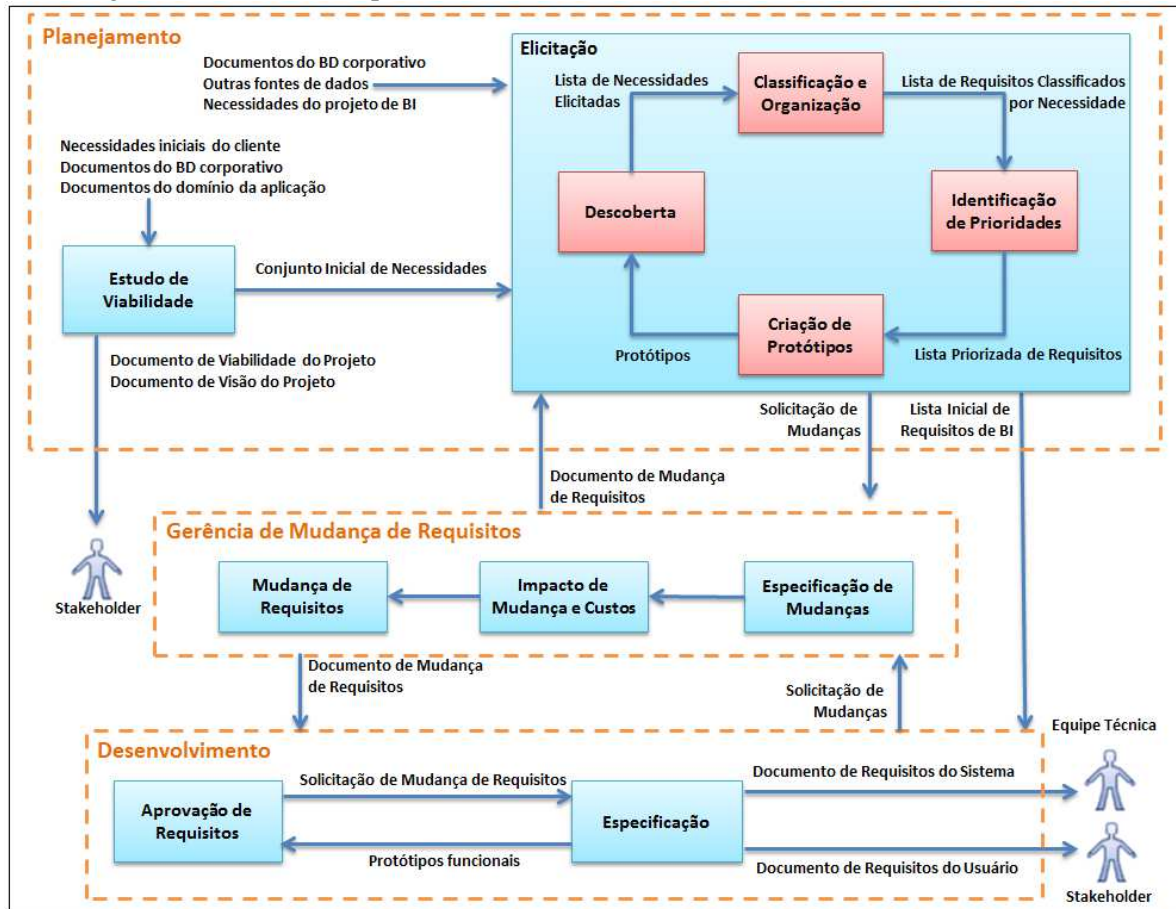 Planejamento
Documentos do BD corporativo
Outras fontes de dados
Necessidades do projeto de BI
Necessidades iniciais do cliente
Documentos do BD corporativo
Documentos do domínio da aplicação
Estudo de
Viabilidade
Conjunto Inicial de Necessidades
Documento de Viabilidade do Projeto
Documento de Visão do Projeto
Elicitação
Lista de Necessidades
Elicitadas
Classificação e
Organização
Lista de Requisitos Classificados
por Necessidade
Descoberta
Identificação
de Prioridades
Criação de
Protótipos
Protótipos
Lista Priorizada de Requisitos
Solicitação de
Mudanças
Lista Inicial de
Requisitos de BI
Documento de Mudança
de Requisitos
Stakeholder
Gerência de Mudança de Requisitos
Mudança de
Requisitos
Impacto de
Mudança e Custos
Especificação de
Mudanças
Documento de Mudança
de Requisitos
Solicitação de
Mudanças
Desenvolvimento
Aprovação de
Requisitos
Solicitação de Mudança de Requisitos
Protótipos funcionais
Especificação
Documento de Requisitos do Sistema
Documento de Requisitos do Usuário
Equipe Técnica
Stakeholder